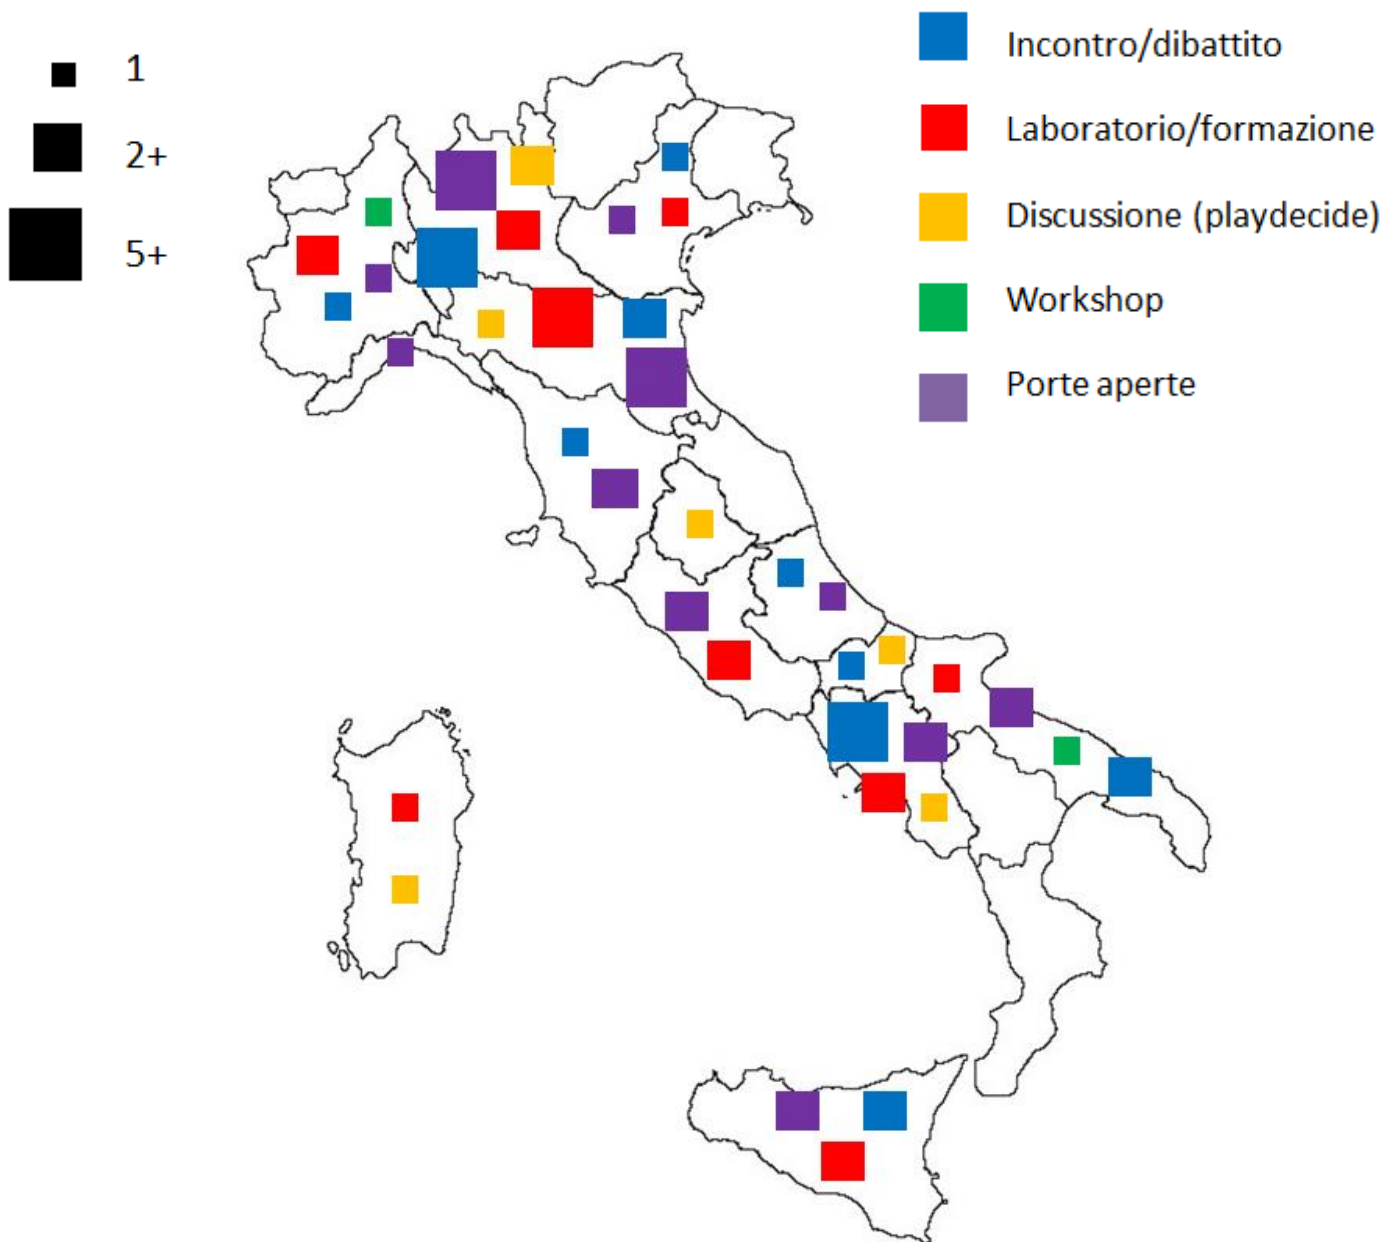 1
2+
5+
Incontro/dibattito
Laboratorio/formazione
Discussione (playdecide)
Workshop
Porte aperte